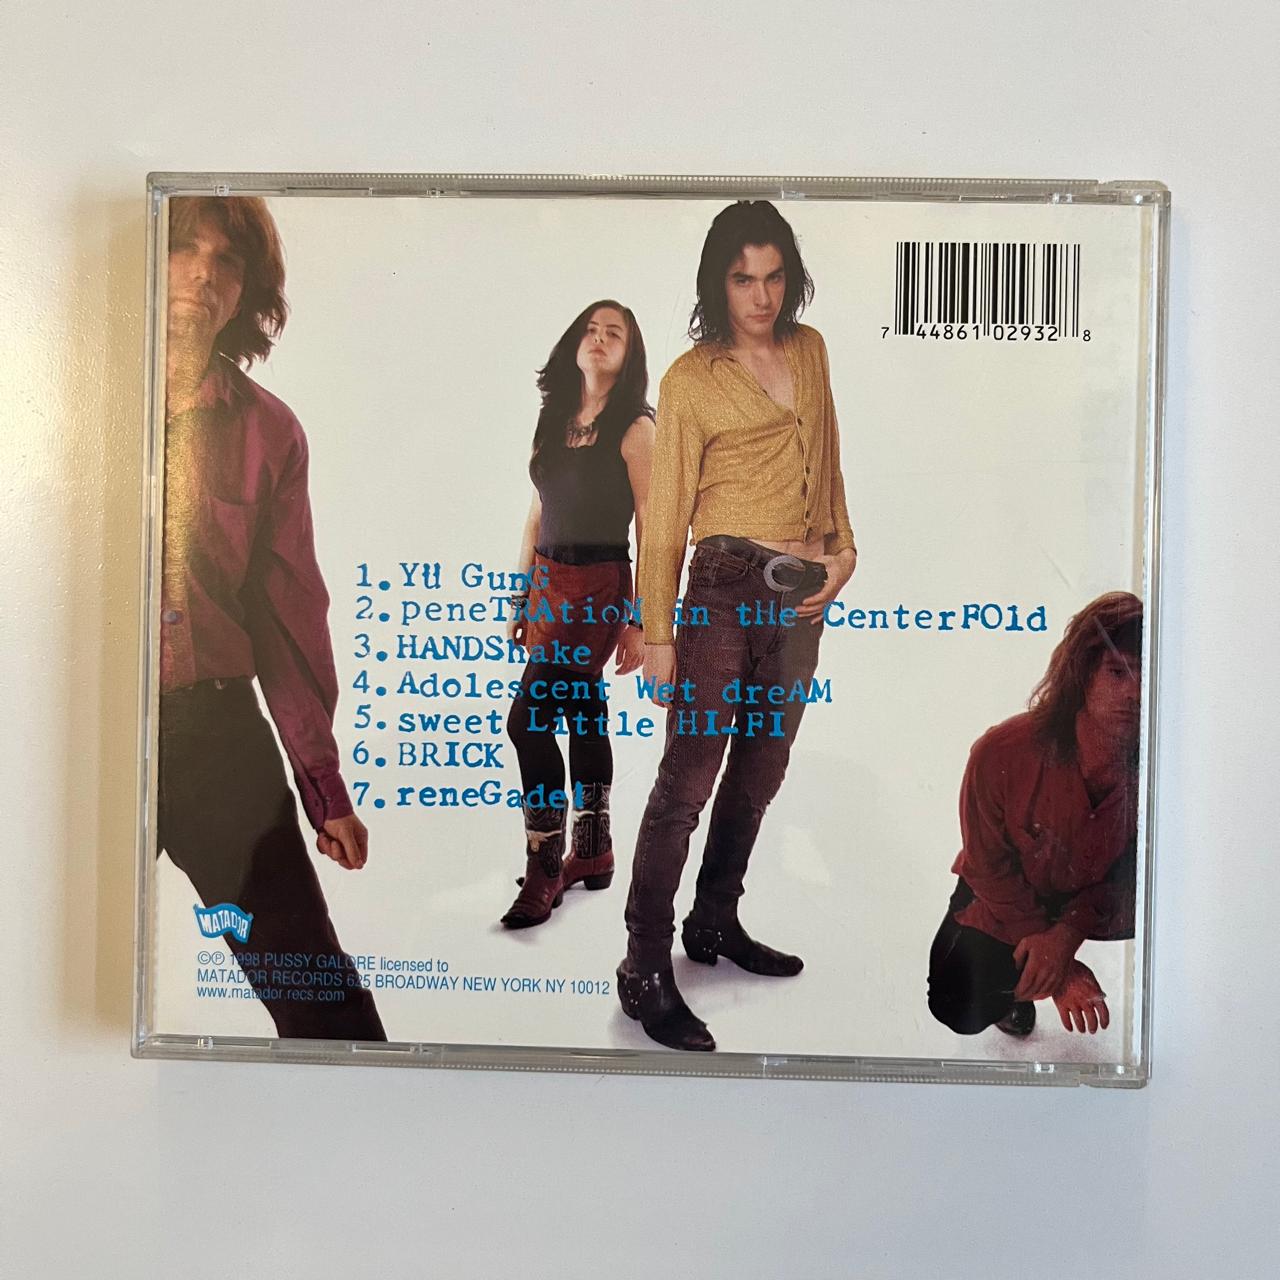 7 44861 02932 8
1. YU GunG
2. peneTRAtioN in tHe CenterFOld
3. HANDShake
4. Adolescent Wet dreAM
5. sweet Little HI-FI
6. BRICK
7. reneGade!
MATADOR
©℗ 1998 PUSSY GALORE licensed to
MATADOR RECORDS 625 BROADWAY NEW YORK NY 10012
www.matador.recs.com